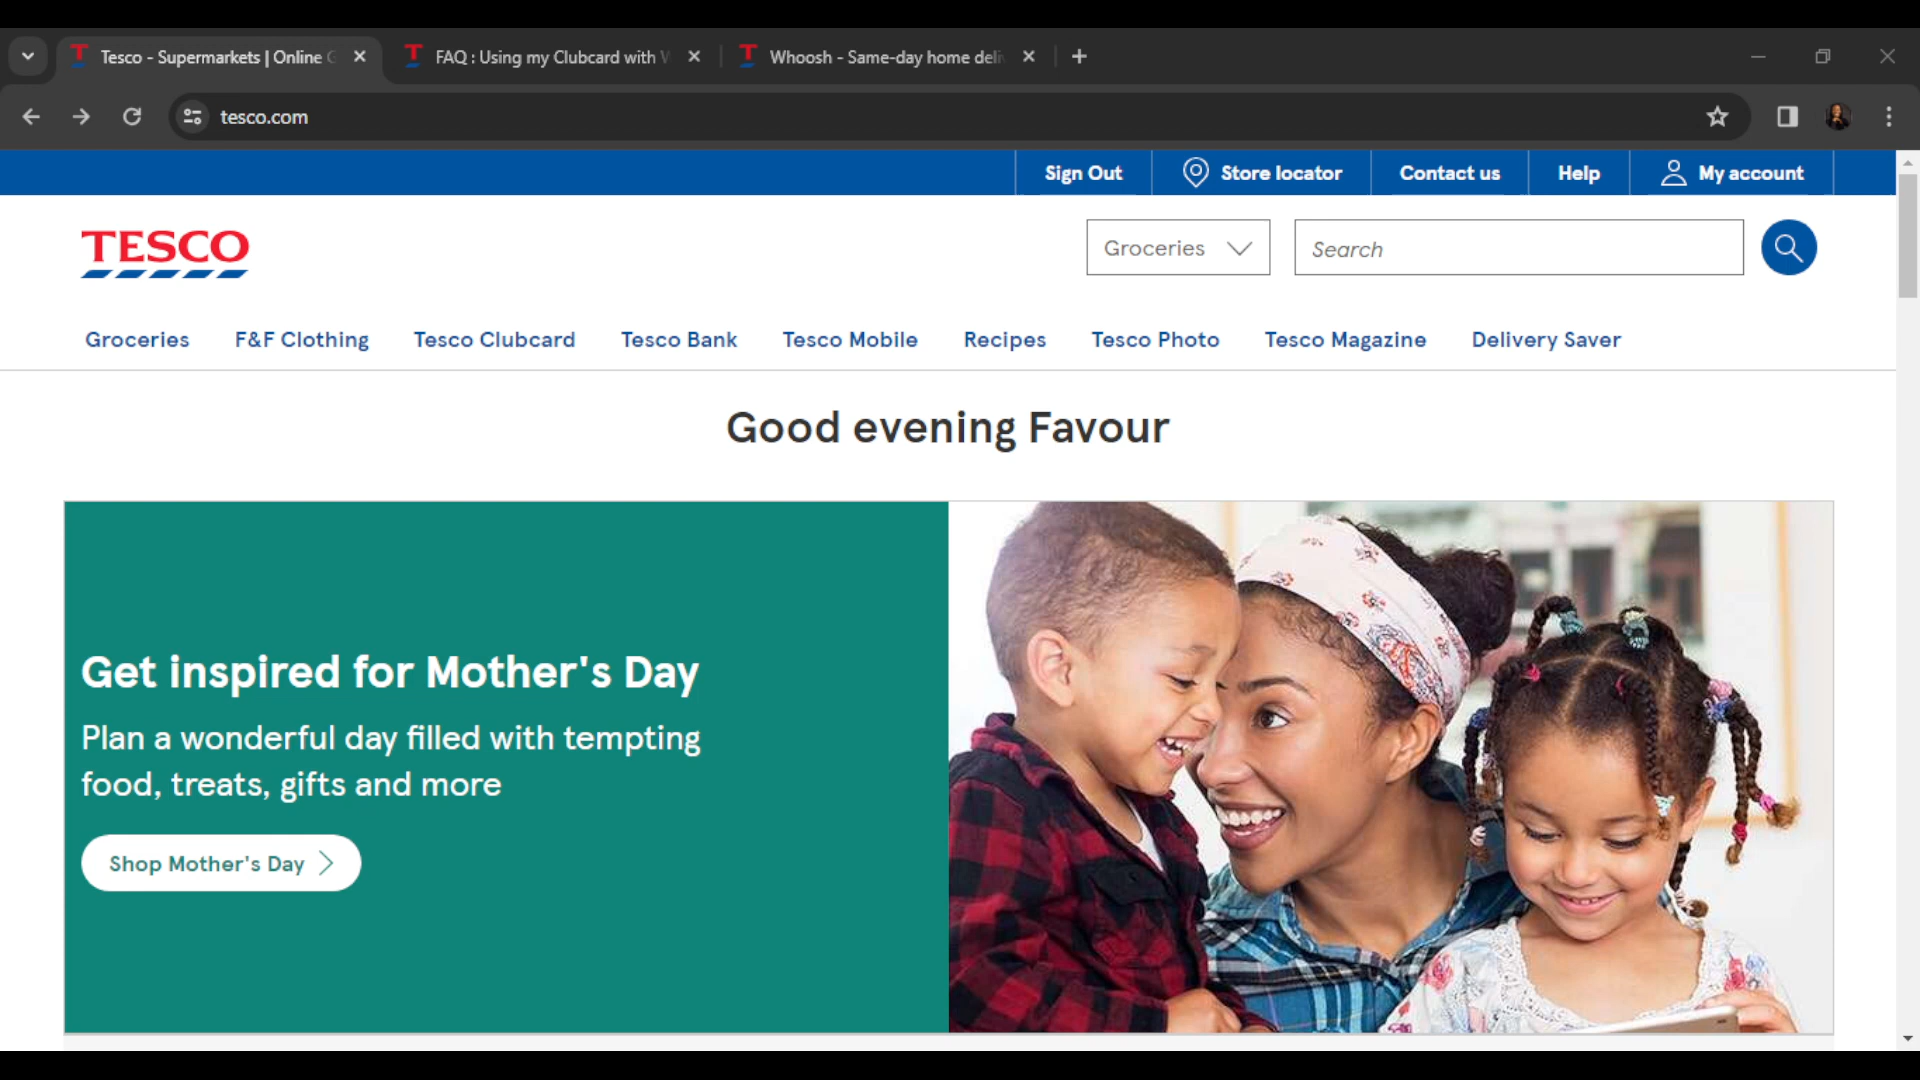 Tesco - Supermarkets | Online G
FAQ : Using my Clubcard with W
Whoosh - Same-day home deli
tesco.com
Sign Out
Store locator
Contact us
Help
My account
TESCO
Groceries
Search
Groceries
F&F Clothing
Tesco Clubcard
Tesco Bank
Tesco Mobile
Recipes
Tesco Photo
Tesco Magazine
Delivery Saver
Good evening Favour
Get inspired for Mother's Day
Plan a wonderful day filled with tempting
food, treats, gifts and more
Shop Mother's Day